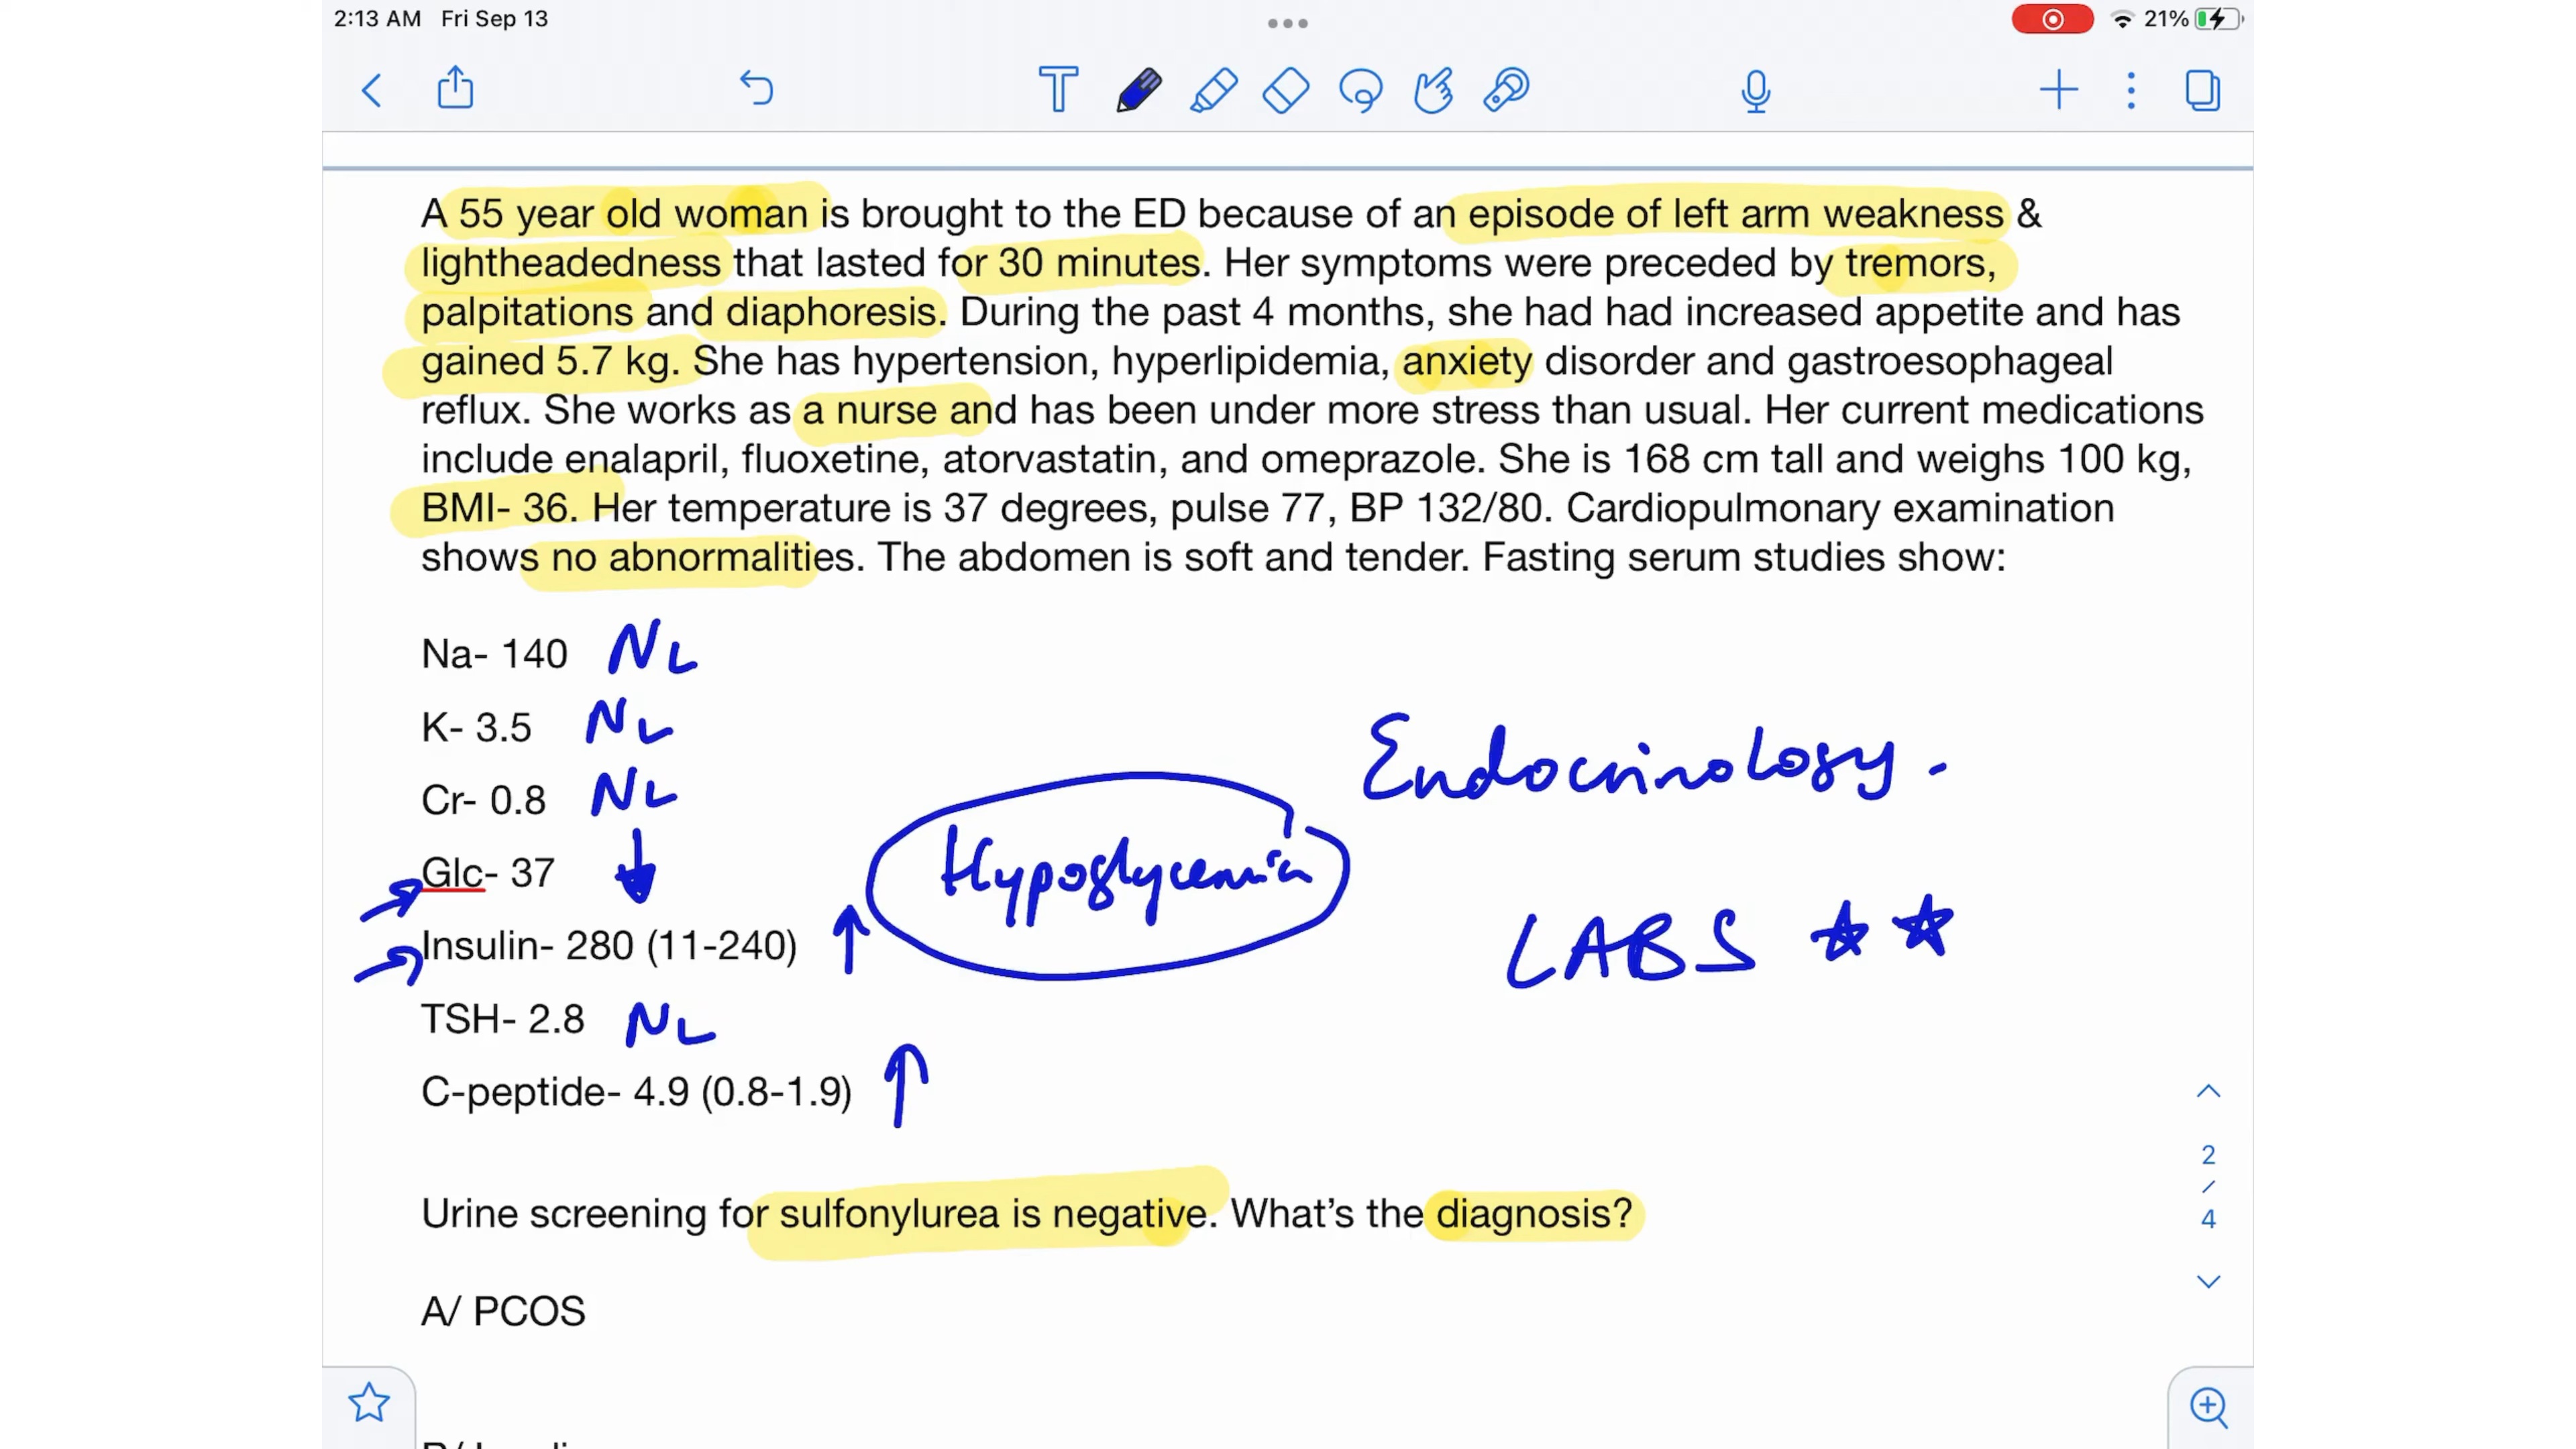 2:13 AM Fri Sep 13
21%
T
A 55 year old woman is brought to the ED because of an episode of left arm weakness &
lightheadedness that lasted for 30 minutes. Her symptoms were preceded by tremors,
palpitations and diaphoresis. During the past 4 months, she had had increased appetite and has
gained 5.7 kg. She has hypertension, hyperlipidemia, anxiety disorder and gastroesophageal
reflux. She works as a nurse and has been under more stress than usual. Her current medications
include enalapril, fluoxetine, atorvastatin, and omeprazole. She is 168 cm tall and weighs 100 kg,
BMI- 36. Her temperature is 37 degrees, pulse 77, BP 132/80. Cardiopulmonary examination
shows no abnormalities. The abdomen is soft and tender. Fasting serum studies show:
Na- 140 NL
K- 3.5 NL
Endocrinology.
Cr- 0.8 NL
Glc- 37
Hypoglycemia
Insulin- 280 (11-240)
LABS
TSH- 2.8 NL
C-peptide- 4.9 (0.8-1.9)
2
/
4
Urine screening for sulfonylurea is negative. What's the diagnosis?
A/ PCOS